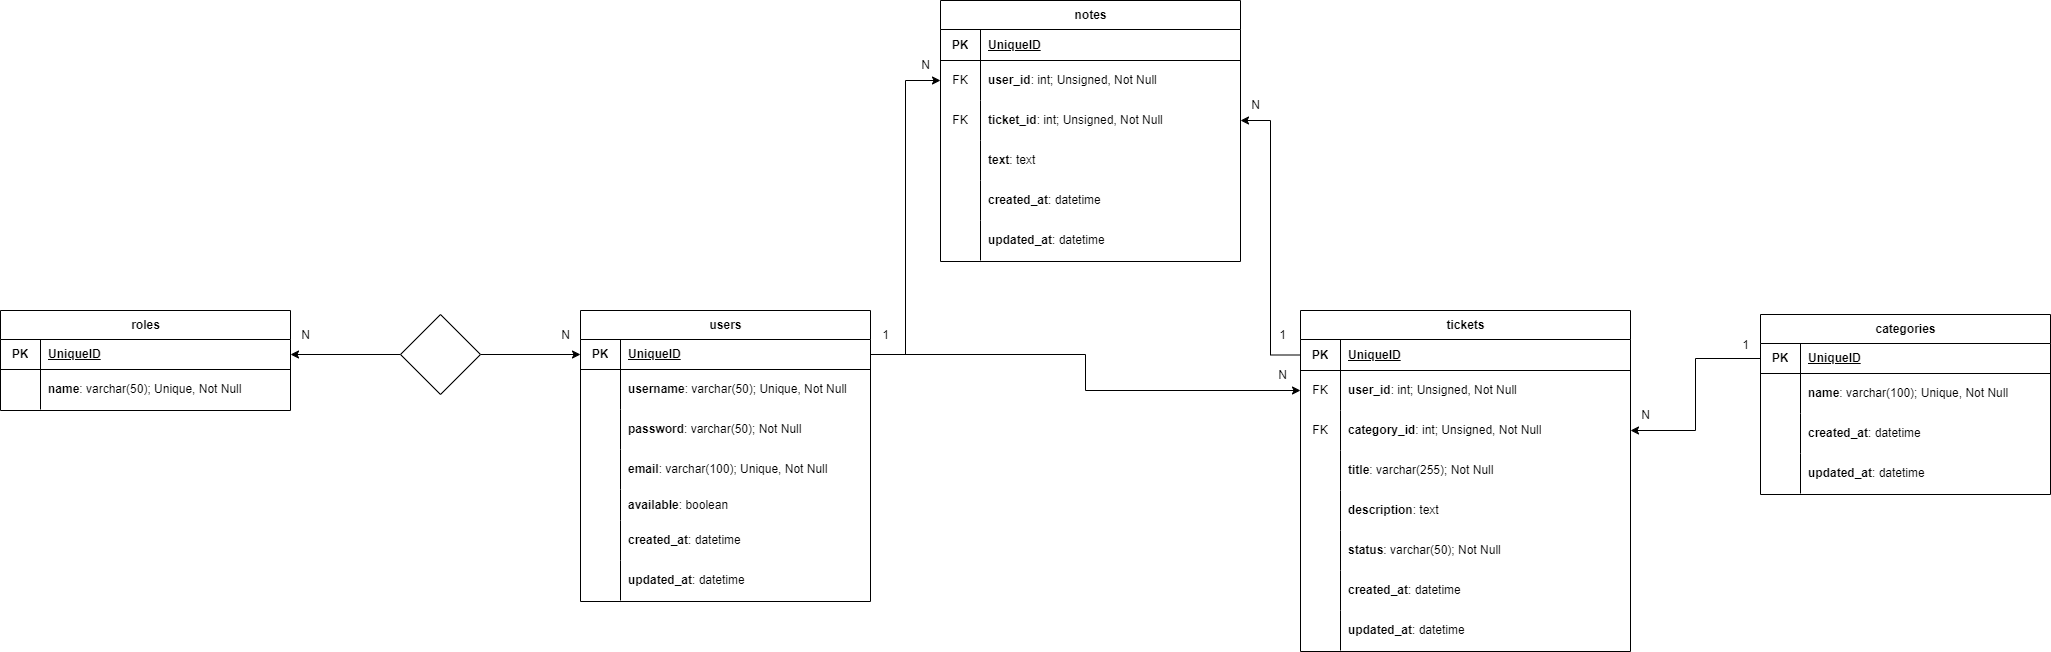 notes
PK UniqueID
N
FK user_id: int; Unsigned, Not Null
N
FK ticket_id: int; Unsigned, Not Null
text: text
created_at: datetime
updated_at: datetime
roles
N
PK UniqueID
name: varchar(50); Unique, Not Null
N
users
1
PK UniqueID
username: varchar(50); Unique, Not Null
password: varchar(50); Not Null
email: varchar(100); Unique, Not Null
available: boolean
created_at: datetime
updated_at: datetime
tickets
1
PK UniqueID
N
FK user_id: int; Unsigned, Not Null
FK category_id: int; Unsigned, Not Null
N
title: varchar(255); Not Null
description: text
status: varchar(50); Not Null
created_at: datetime
updated_at: datetime
categories
1
PK UniqueID
name: varchar(100); Unique, Not Null
created_at: datetime
updated_at: datetime